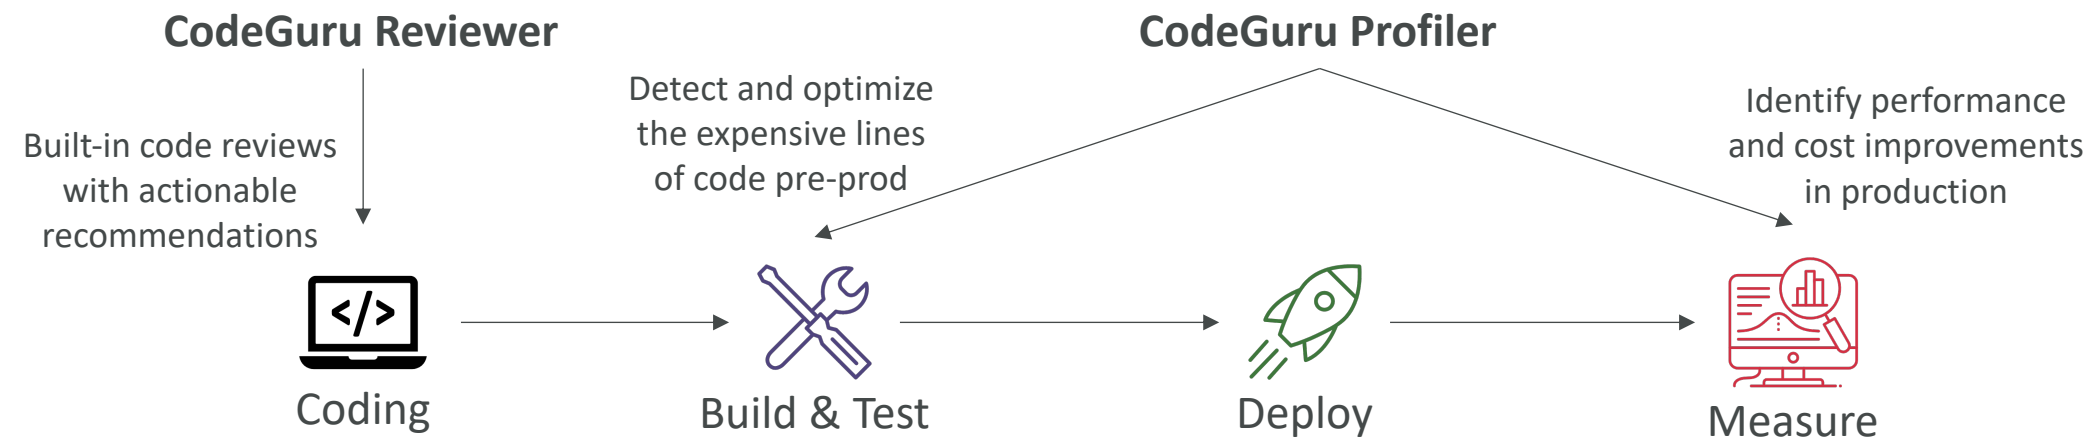 CodeGuru Reviewer
CodeGuru Profiler
Built-in code reviews
with actionable
recommendations
Detect and optimize
the expensive lines
of code pre-prod
Identify performance
and cost improvements
in production
</>
Coding
Build & Test
Deploy
Measure